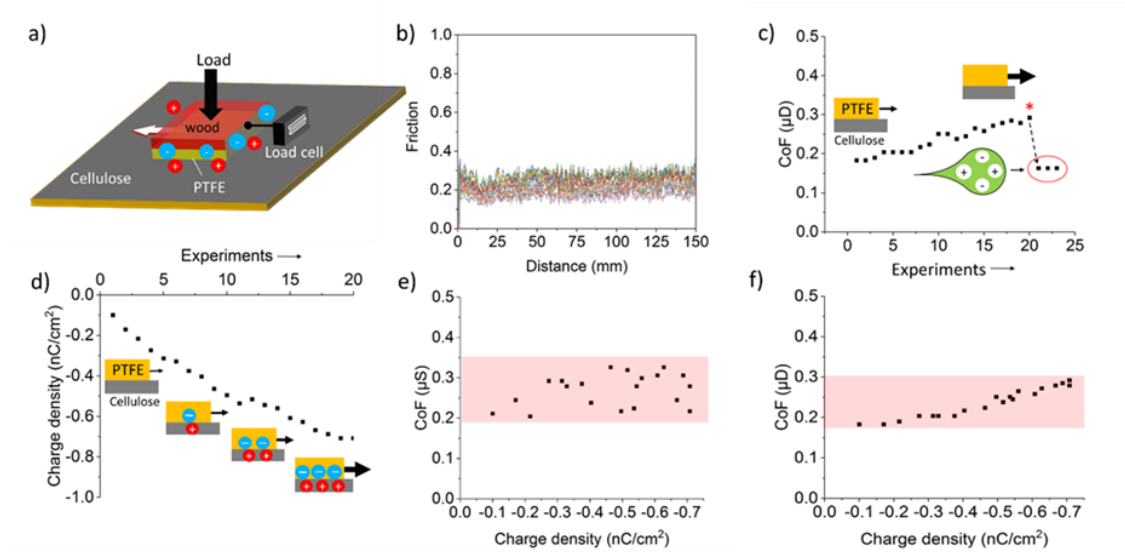 a)
Load
wood
Load cell
PTFE
Cellulose
b)
Friction
1.0
0.8
0.6
0.4
0.2
0.0
0 25 50 75 100 125 150
Distance (mm)
c)
CoF (µD)
0.5
0.4
0.3
0.2
0.1
0.0
PTFE
Cellulose
*
0 5 10 15 20 25
Experiments
d)
Experiments
0 5 10 15 20
Charge density (nC/cm²)
0.0
-0.2
-0.4
-0.6
-0.8
-1.0
PTFE
Cellulose
e)
CoF (µS)
0.5
0.4
0.3
0.2
0.1
0.0
0.0 -0.1 -0.2 -0.3 -0.4 -0.5 -0.6 -0.7
Charge density (nC/cm²)
f)
CoF (µD)
0.5
0.4
0.3
0.2
0.1
0.0
0.0 -0.1 -0.2 -0.3 -0.4 -0.5 -0.6 -0.7
Charge density (nC/cm²)